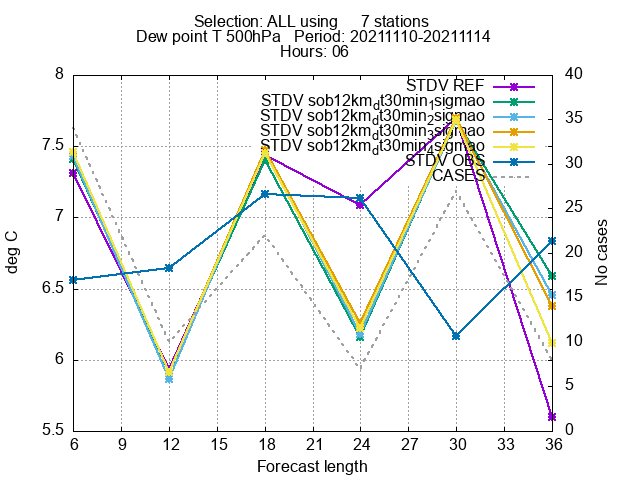 Selection: ALL using 7 stations
Dew point T 500hPa Period: 20211110-20211114
Hours: 06
STDV REF
STDV sob12km_dt30min_1sigmao
STDV sob12km_dt30min_2sigmao
STDV sob12km_dt30min_3sigmao
STDV sob12km_dt30min_4sigmao
STDV OBS
CASES
8
7.5
7
6.5
6
5.5
deg C
40
35
30
25
20
15
10
5
0
No cases
6 9 12 15 18 21 24 27 30 33 36
Forecast length